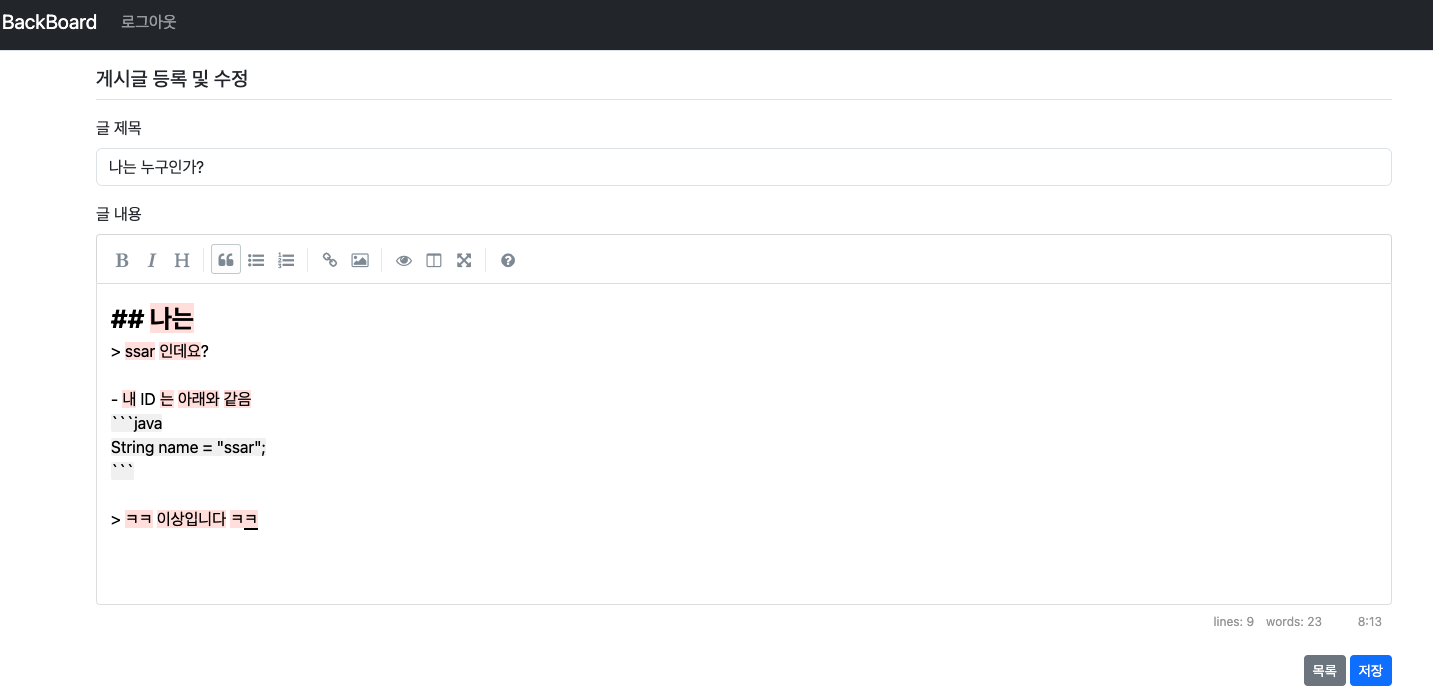 BackBoard 로그아웃
게시글 등록 및 수정
글 제목
나는 누구인가?
글 내용
B I H
## 나는
> ssar 인데요?
- 내 ID 는 아래와 같음
```java
String name = "ssar";
```
> ㅋㅋ 이상입니다 ㅋㅋ
lines: 9 words: 23 8:13
목록 저장